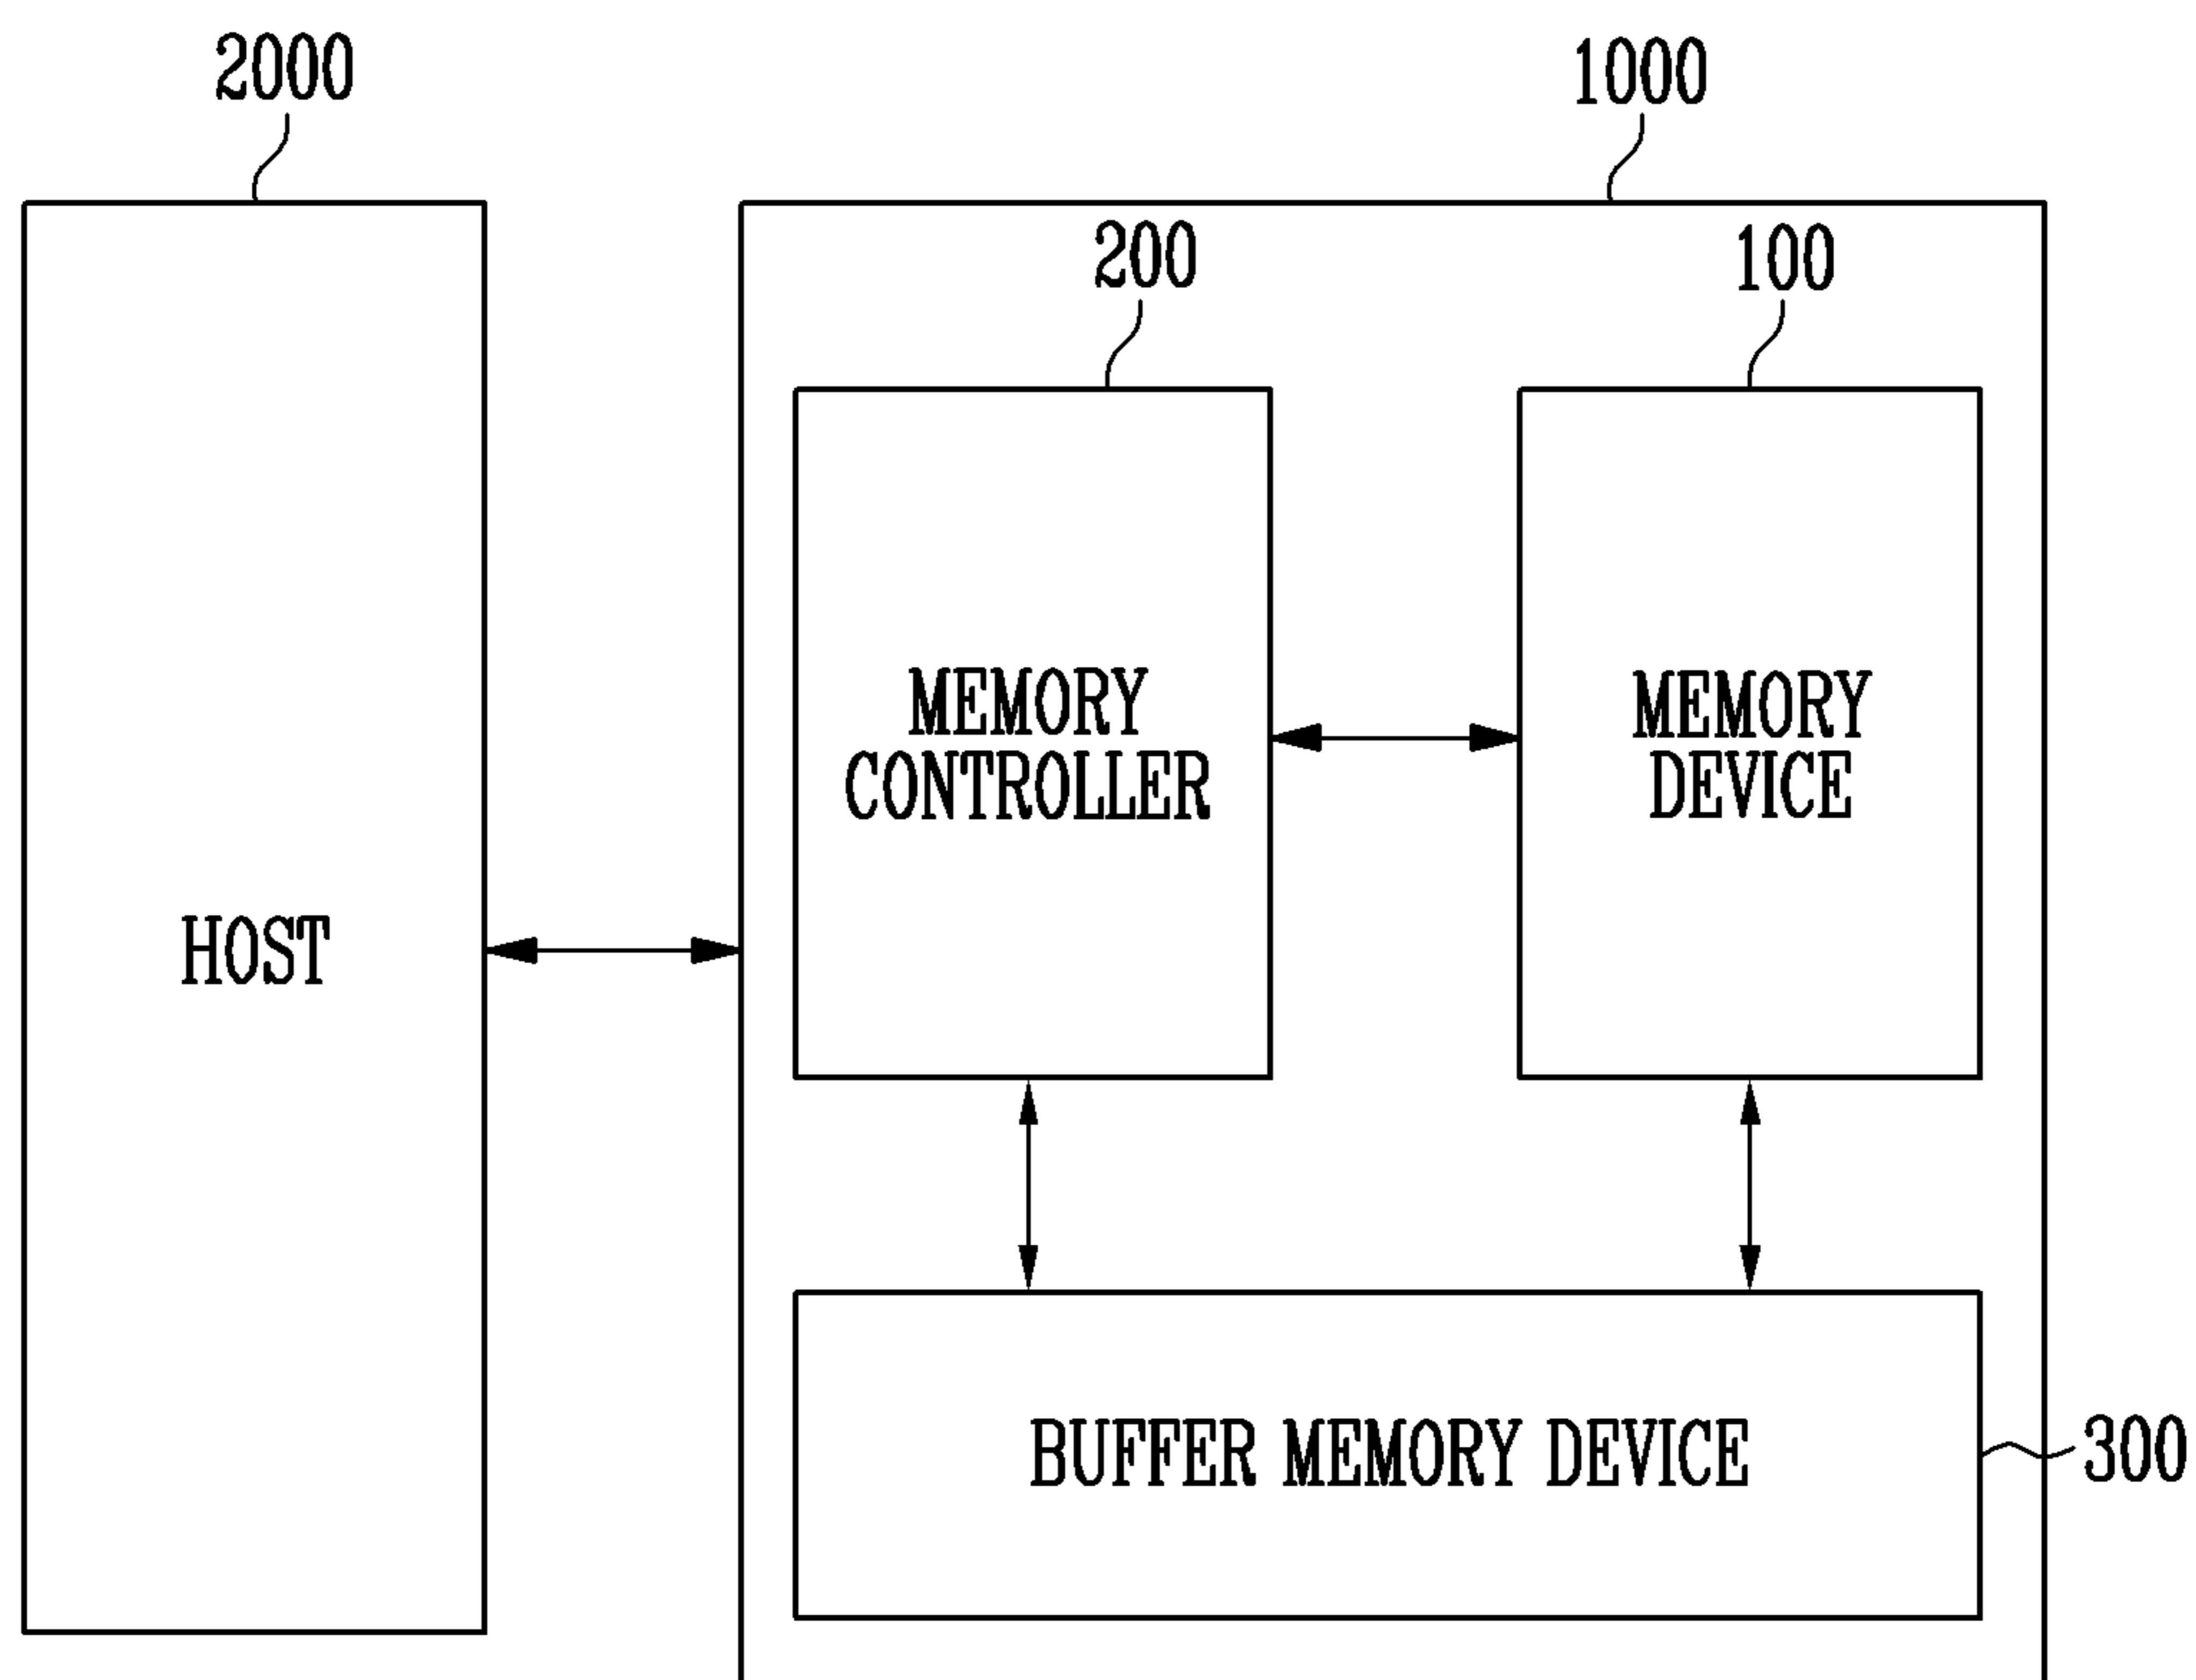 2000
1000
200
100
MEMORY
CONTROLLER
MEMORY
DEVICE
HOST
BUFFER MEMORY DEVICE
300